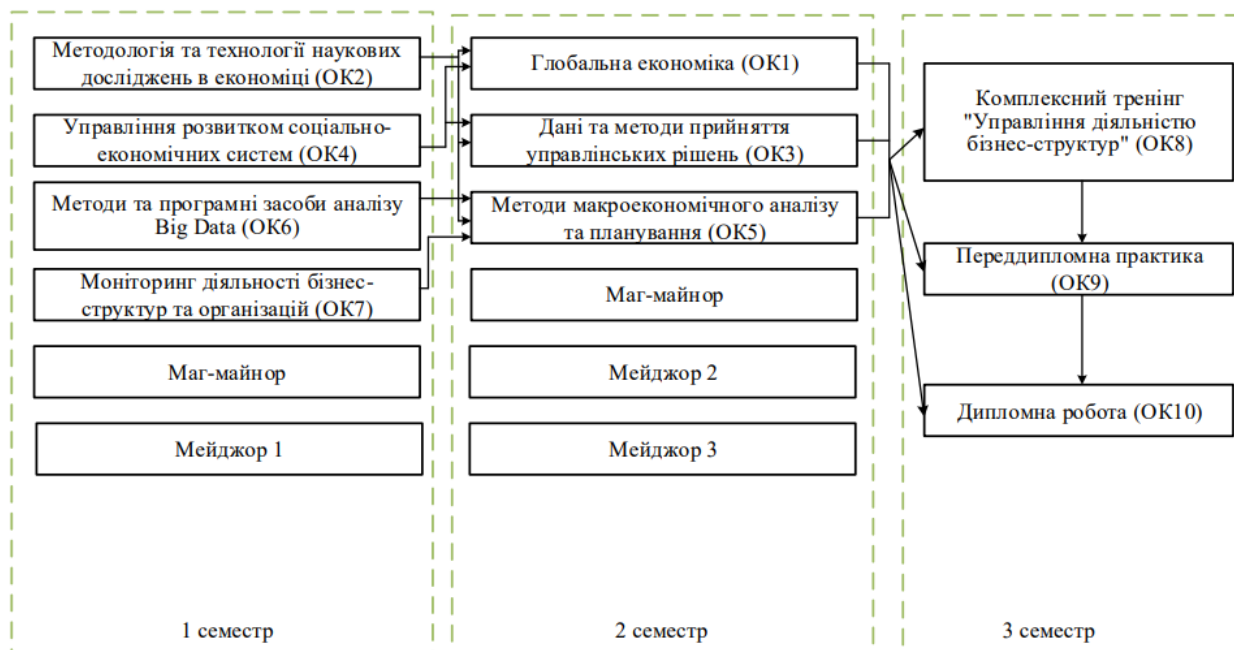 Методологія та технології наукових
досліджень в економіці (ОК2)
Управління розвитком соціально-
економічних систем (ОК4)
Методи та програмні засоби аналізу
Big Data (ОК6)
Моніторинг діяльності бізнес-
структур та організацій (ОК7)
Маг-майнор
Мейджор 1
1 семестр
Глобальна економіка (ОК1)
Дані та методи прийняття
управлінських рішень (ОК3)
Методи макроекономічного аналізу
та планування (ОК5)
Маг-майнор
Мейджор 2
Мейджор 3
2 семестр
Комплексний тренінг
"Управління діяльністю
бізнес-структур" (ОК8)
Переддипломна практика
(ОК9)
Дипломна робота (ОК10)
3 семестр